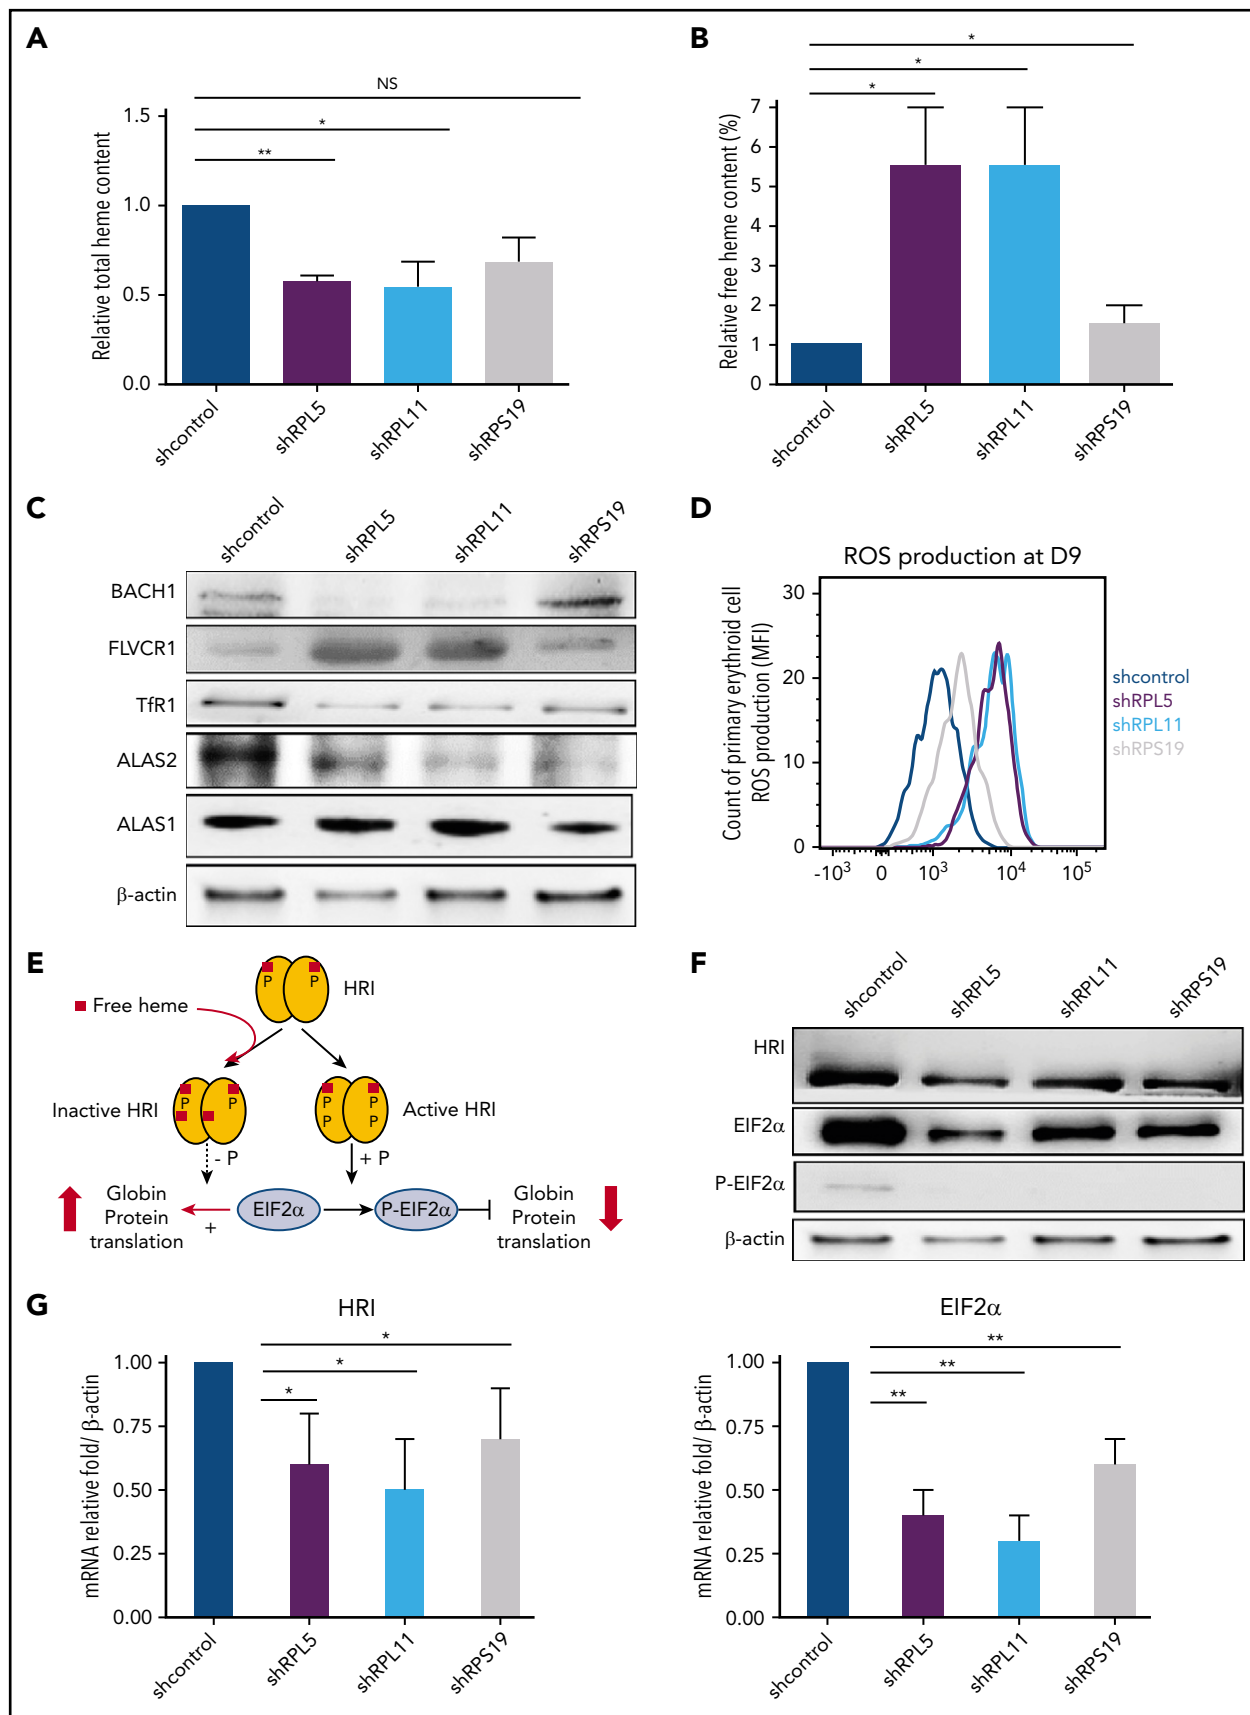 A
NS
*
**
1.5
1.0
0.5
0.0
Relative total heme content
shcontrol
shRPL5
shRPL11
shRPS19
B
*
*
*
7
6
5
4
3
2
1
0
Relative free heme content (%)
shcontrol
shRPL5
shRPL11
shRPS19
C
shcontrol
shRPL5
shRPL11
shRPS19
BACH1
FLVCR1
TfR1
ALAS2
ALAS1
β-actin
D
ROS production at D9
Count of primary erythroid cell
ROS production (MFI)
30
20
10
0
-10³ 0 10³ 10⁴ 10⁵
shcontrol
shRPL5
shRPL11
shRPS19
E
P P
HRI
Free heme
Inactive HRI
P P
P P
P P
Active HRI
- P
+ P
Globin
Protein
translation
+
EIF2α
P-EIF2α
Globin
Protein
translation
F
shcontrol
shRPL5
shRPL11
shRPS19
HRI
EIF2α
P-EIF2α
β-actin
G
HRI
*
*
*
1.00
0.75
0.50
0.25
0.00
mRNA relative fold/ β-actin
shcontrol
shRPL5
shRPL11
shRPS19
EIF2α
**
**
**
1.00
0.75
0.50
0.25
0.00
mRNA relative fold/ β-actin
shcontrol
shRPL5
shRPL11
shRPS19